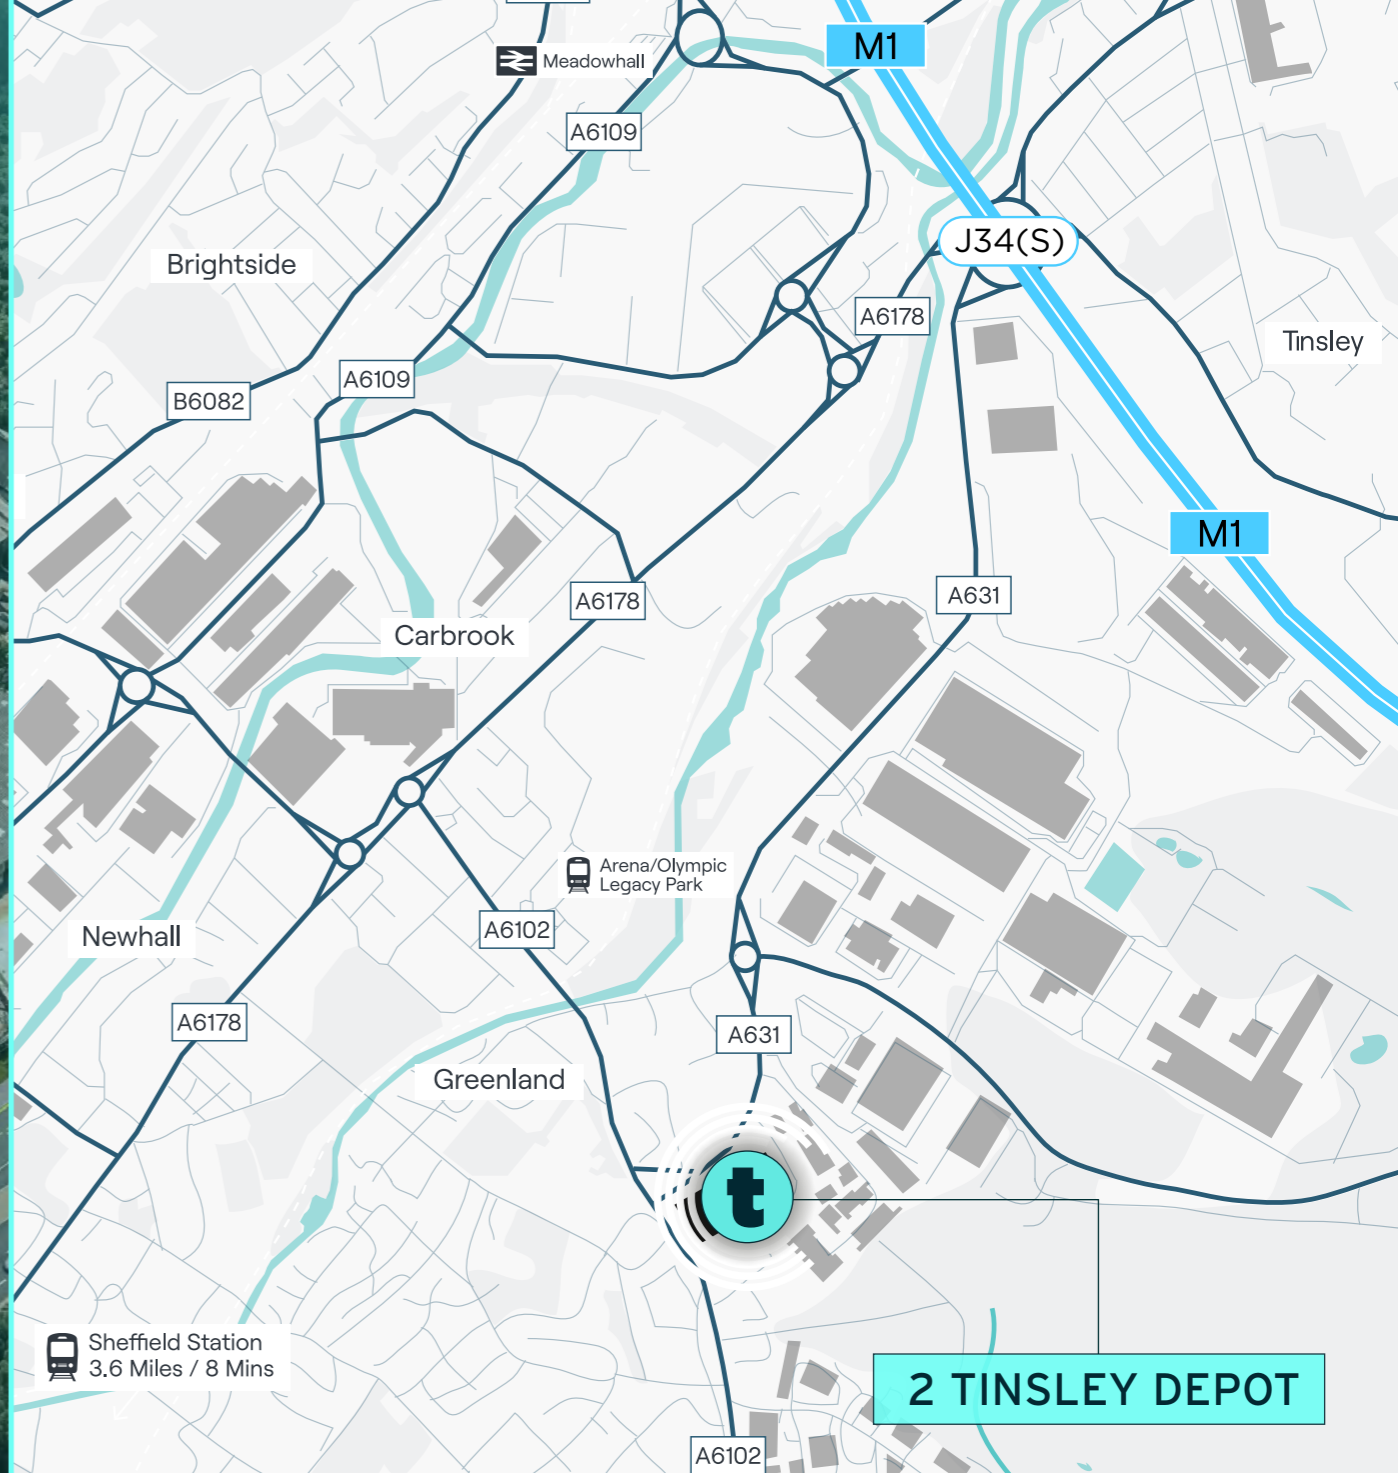 M1
Meadowhall
A6109
J34(S)
Brightside
A6178
Tinsley
A6109
B6082
M1
A6178
A631
Carbrook
Arena/Olympic
Legacy Park
A6102
Newhall
A6178
A631
Greenland
t
Sheffield Station
3.6 Miles / 8 Mins
2 TINSLEY DEPOT
A6102